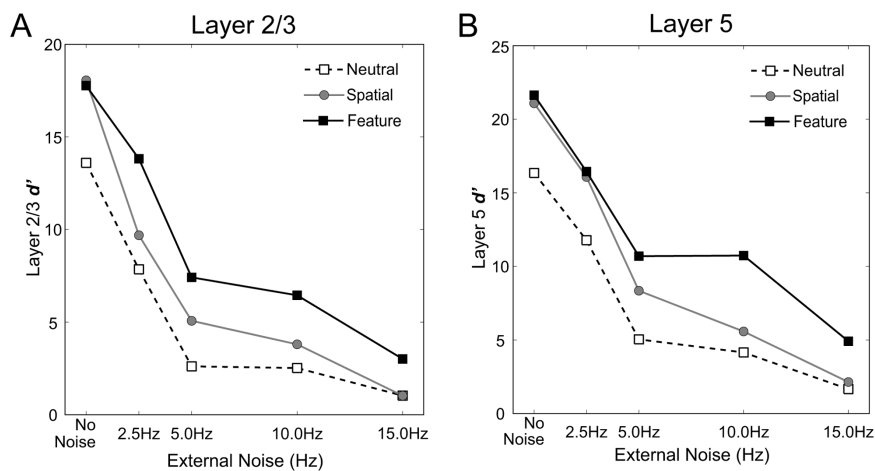 A
Layer 2/3
20
15
10
5
0
Layer 2/3 d'
Neutral
Spatial
Feature
No
Noise
2.5Hz 5.0Hz 10.0Hz 15.0Hz
External Noise (Hz)
B
Layer 5
25
20
15
10
5
0
Layer 5 d'
Neutral
Spatial
Feature
No
Noise
2.5Hz 5.0Hz 10.0Hz 15.0Hz
External Noise (Hz)